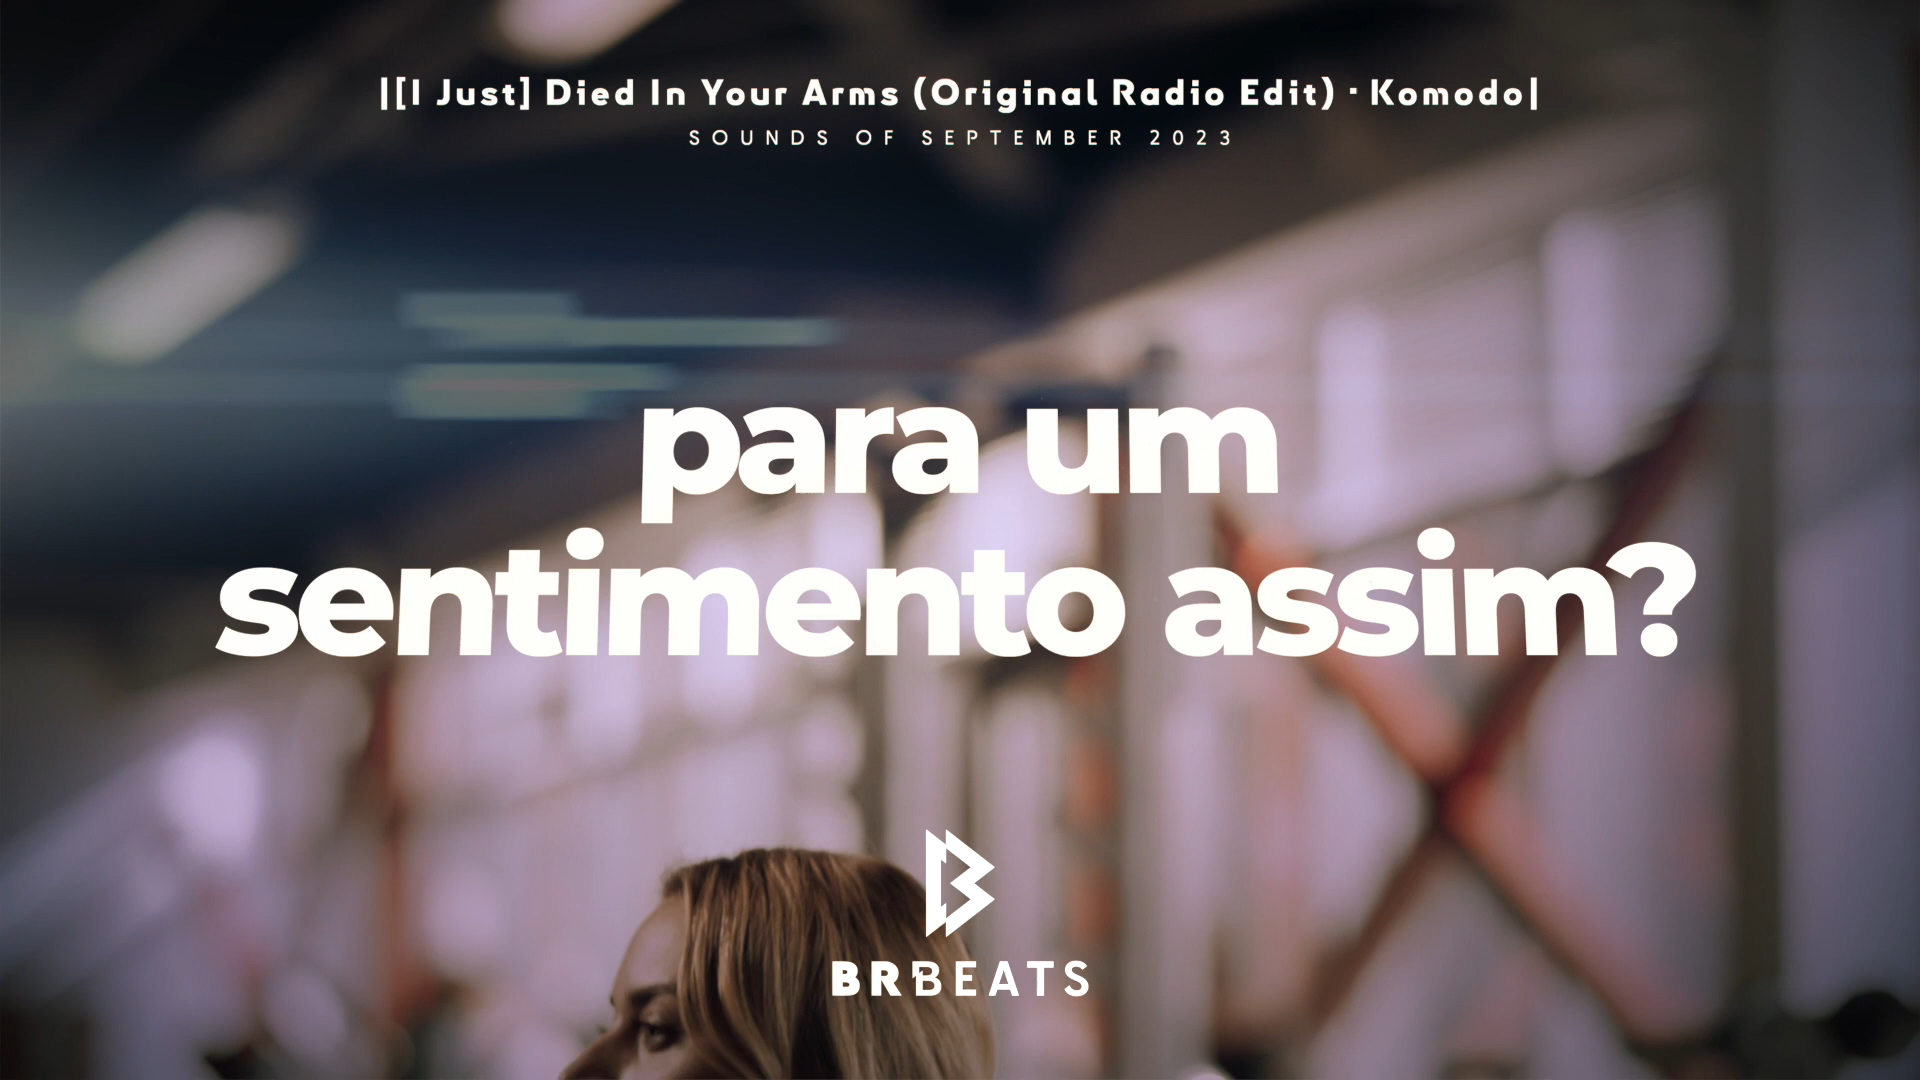 |[I Just] Died In Your Arms (Original Radio Edit) · Komodo|
SOUNDS OF SEPTEMBER 2023
para um
sentimento assim?
BRBEATS